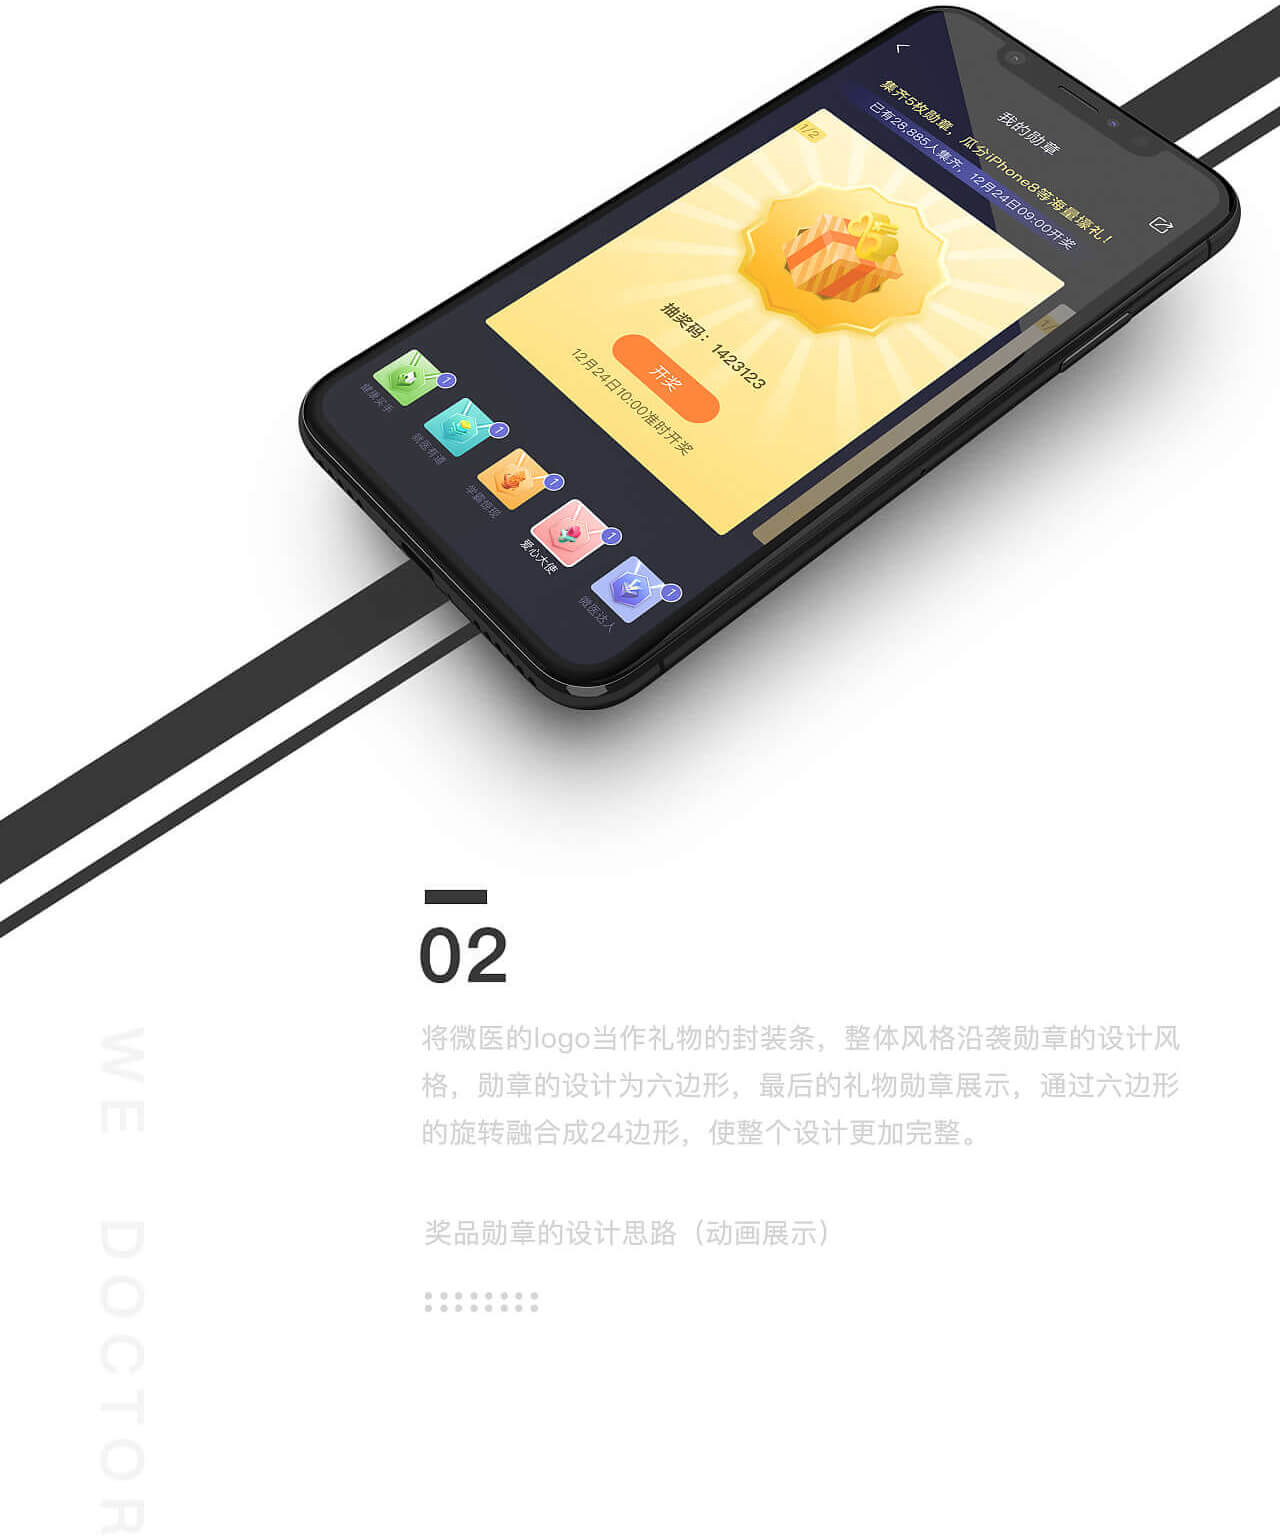 我的勋章
集齐5枚勋章，瓜分iPhone8等海量壕礼！
已有28,885人集齐，12月24日09:00开奖
1/2
1/
抽奖码：1423123
开奖
12月24日10:00准时开奖
1
健康买手
1
就医有道
1
学霸惊现
1
爱心大使
1
微医达人
02
将微医的logo当作礼物的封装条，整体风格沿袭勋章的设计风
格，勋章的设计为六边形，最后的礼物勋章展示，通过六边形
的旋转融合成24边形，使整个设计更加完整。
奖品勋章的设计思路（动画展示）
WE DOCTOR